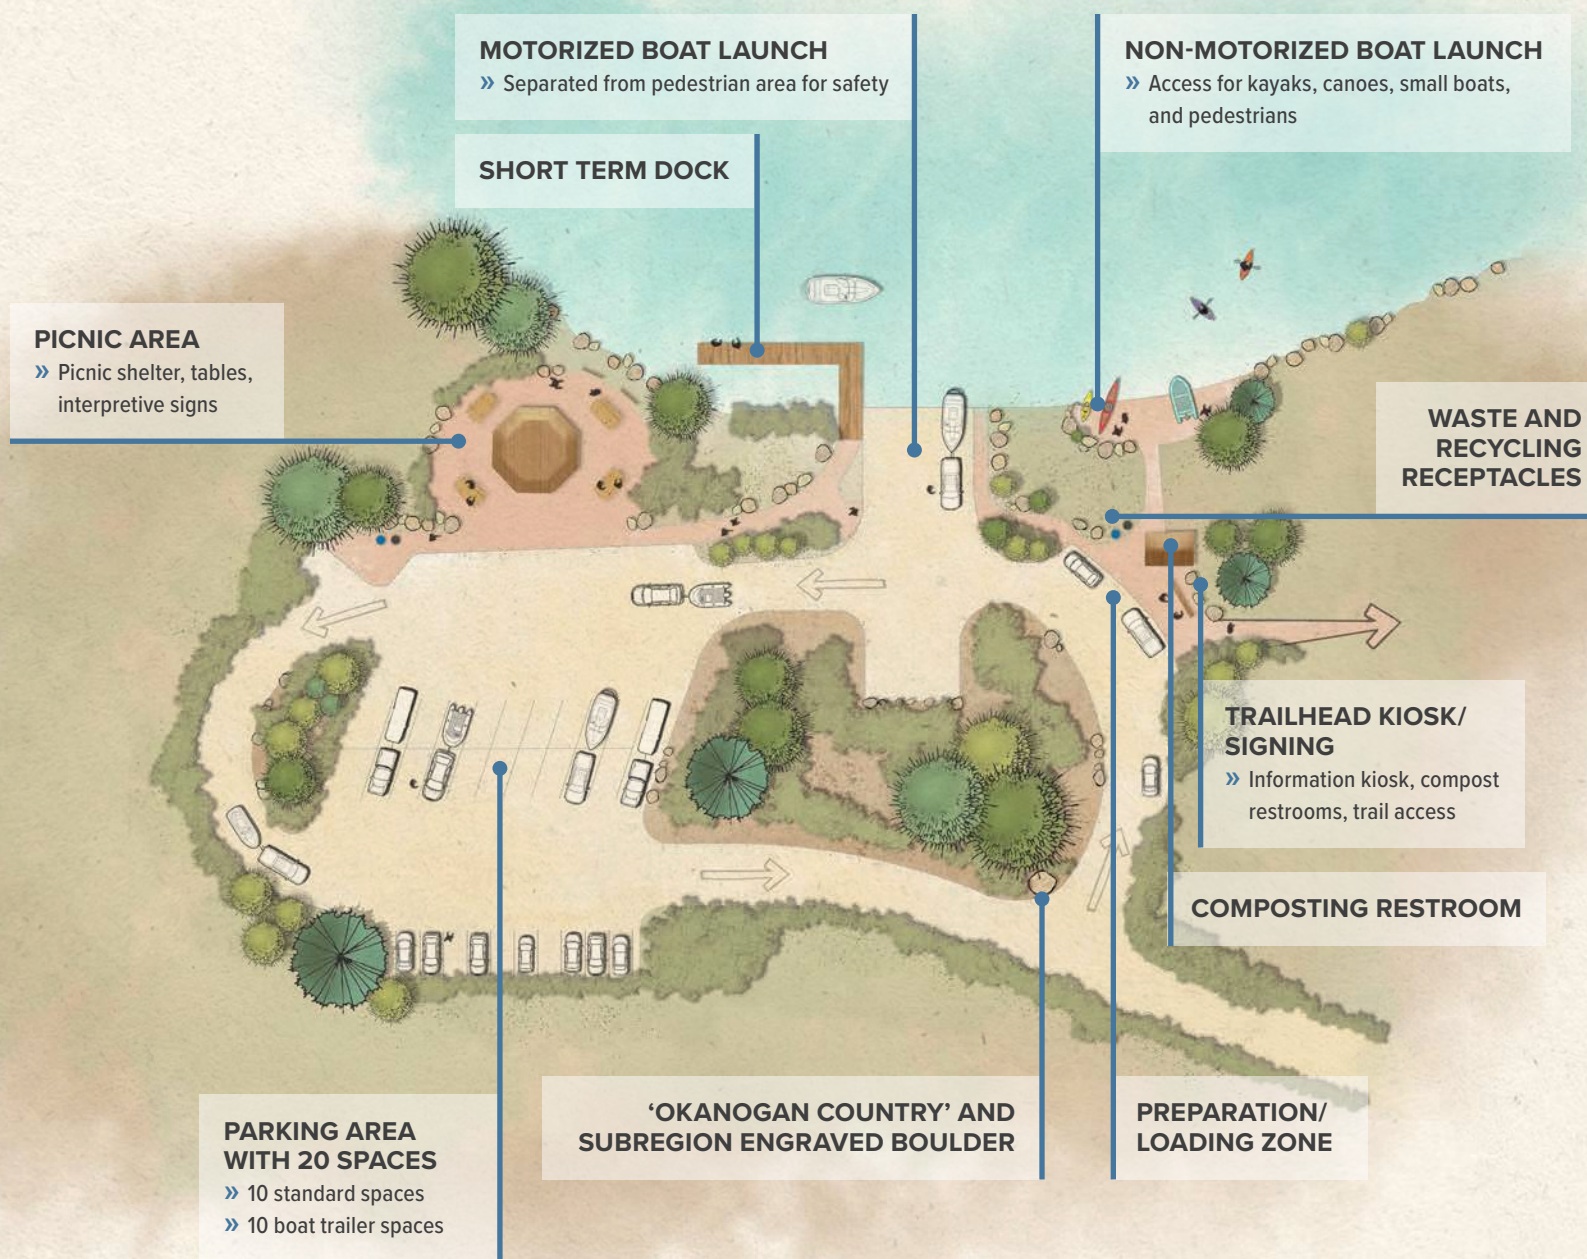 MOTORIZED BOAT LAUNCH
» Separated from pedestrian area for safety
NON-MOTORIZED BOAT LAUNCH
» Access for kayaks, canoes, small boats,
and pedestrians
SHORT TERM DOCK
PICNIC AREA
» Picnic shelter, tables,
interpretive signs
WASTE AND
RECYCLING
RECEPTACLES
TRAILHEAD KIOSK/
SIGNING
» Information kiosk, compost
restrooms, trail access
COMPOSTING RESTROOM
PARKING AREA
WITH 20 SPACES
» 10 standard spaces
» 10 boat trailer spaces
‘OKANOGAN COUNTRY’ AND
SUBREGION ENGRAVED BOULDER
PREPARATION/
LOADING ZONE